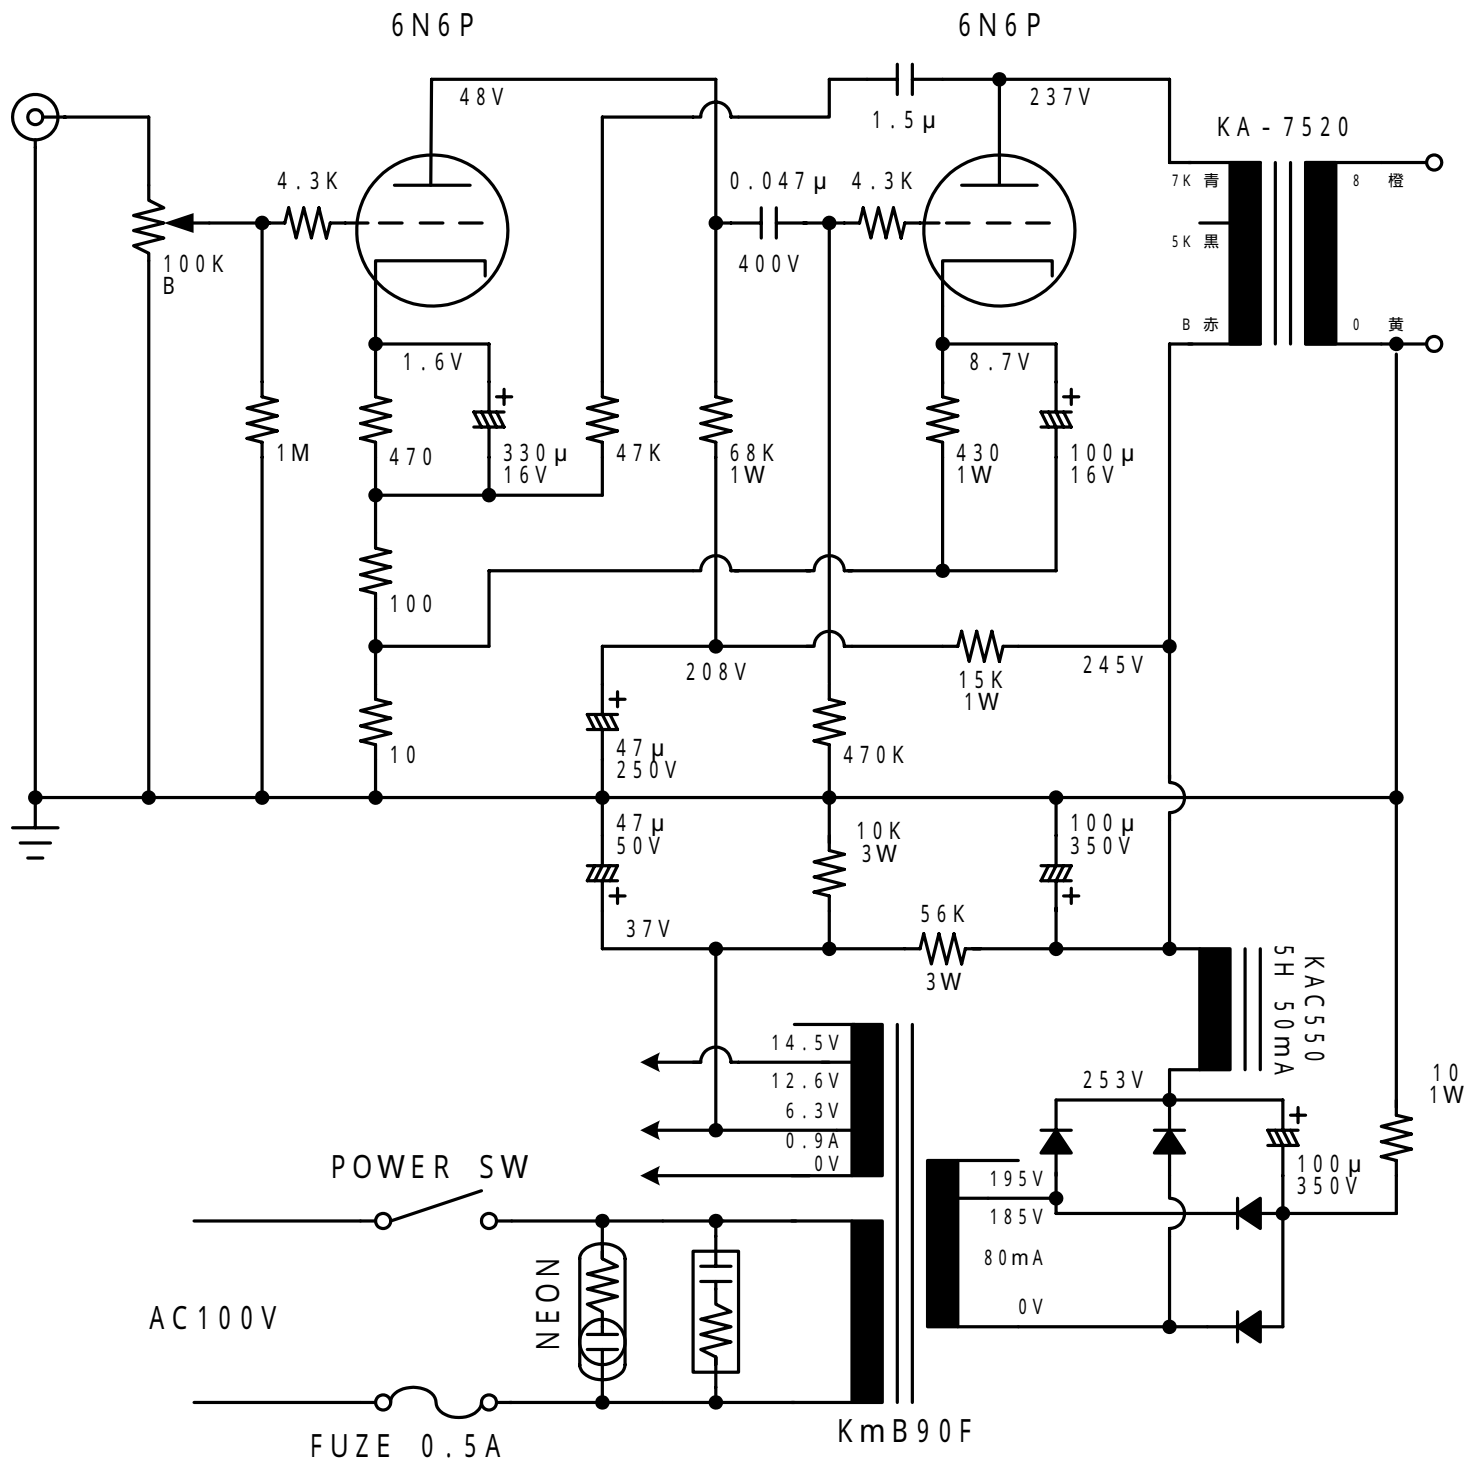 6N6P
6N6P
48V
237V
1.5μ
KA-7520
4.3K
0.047μ
4.3K
7K 青
8 橙
5K 黒
100K
B
400V
B 赤
0 黄
1.6V
8.7V
1M
470
330μ
16V
47K
68K
1W
430
1W
100μ
16V
100
208V
15K
1W
245V
10
47μ
250V
470K
47μ
50V
10K
3W
100μ
350V
37V
56K
3W
KAC550
5H 50mA
14.5V
12.6V
6.3V
0.9A
0V
253V
10
1W
100μ
350V
195V
185V
80mA
0V
POWER SW
NEON
AC100V
FUZE 0.5A
KmB90F